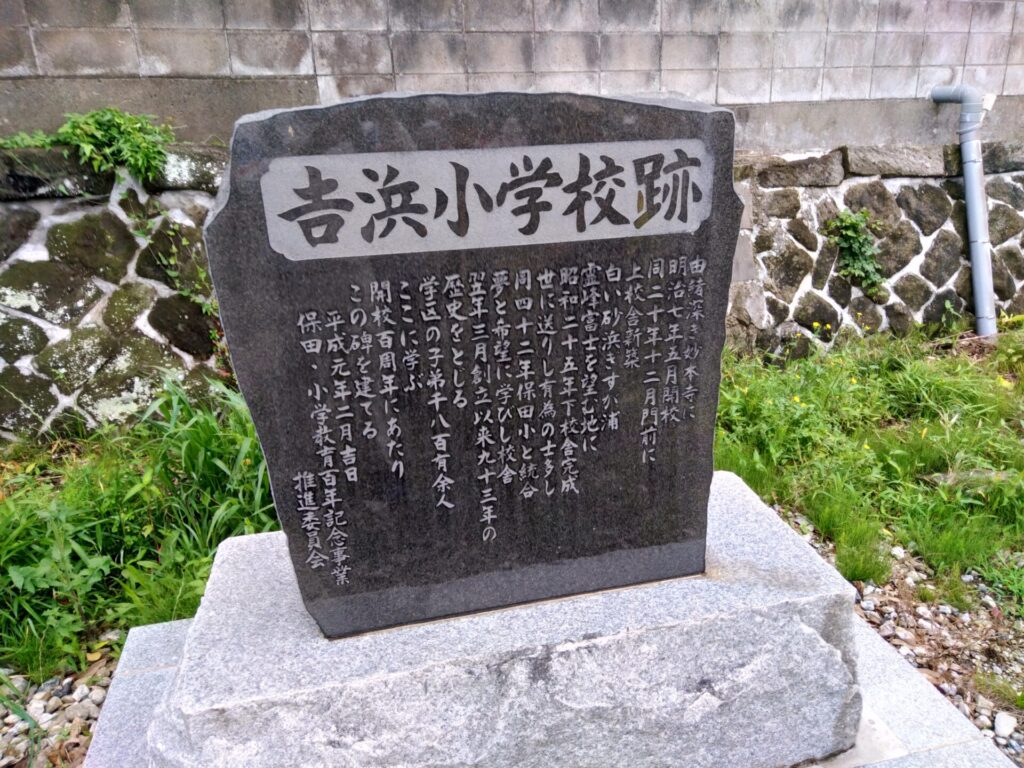 𠮷浜小学校跡
由緒深き妙本寺に
明治七年五月開校
同二十年十二月門前に
上校舎新築
白い砂浜きすか浦
霊峰富士を望む地に
昭和二十五年下校舎完成
世に送りし有為の士多し
同四十二年保田小と統合
夢と希望に学びし校舎
翌年三月創立以来九十三年の
歴史をとじる
学区の子弟千八百有余人
ここに学ぶ
開校百周年にあたり
この碑を建てる
平成元年二月吉日
保田・小学教育百年記念事業
推進委員会